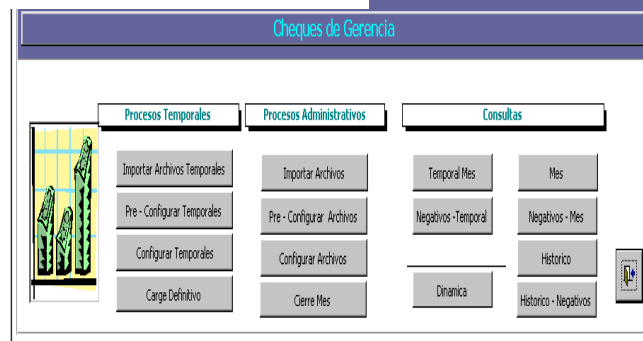 Cheques de Gerencia
Procesos Temporales
Procesos Administrativos
Consultas
Importar Archivos Temporales
Importar Archivos
Temporal Mes
Mes
Pre - Configurar Temporales
Pre - Configurar Archivos
Negativos -Temporal
Negativos - Mes
Configurar Temporales
Configurar Archivos
Historico
Carge Definitivo
Cierre Mes
Dinamica
Historico - Negativos